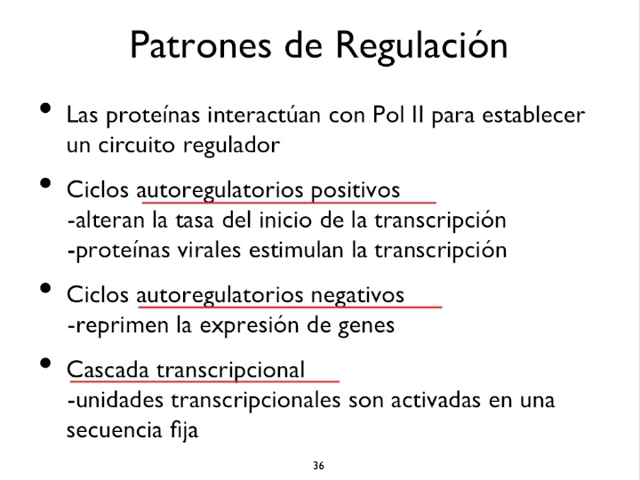 Patrones de Regulación
• Las proteínas interactúan con Pol II para establecer
un circuito regulador
• Ciclos autoregulatorios positivos
-alteran la tasa del inicio de la transcripción
-proteínas virales estimulan la transcripción
• Ciclos autoregulatorios negativos
-reprimen la expresión de genes
• Cascada transcripcional
-unidades transcripcionales son activadas en una
secuencia fija
36